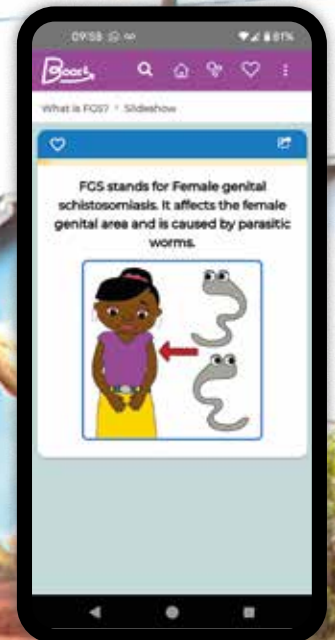 09:58 81%
Boost
What is FGS? • Slideshow
FGS stands for Female genital
schistosomiasis. It affects the female
genital area and is caused by parasitic
worms.